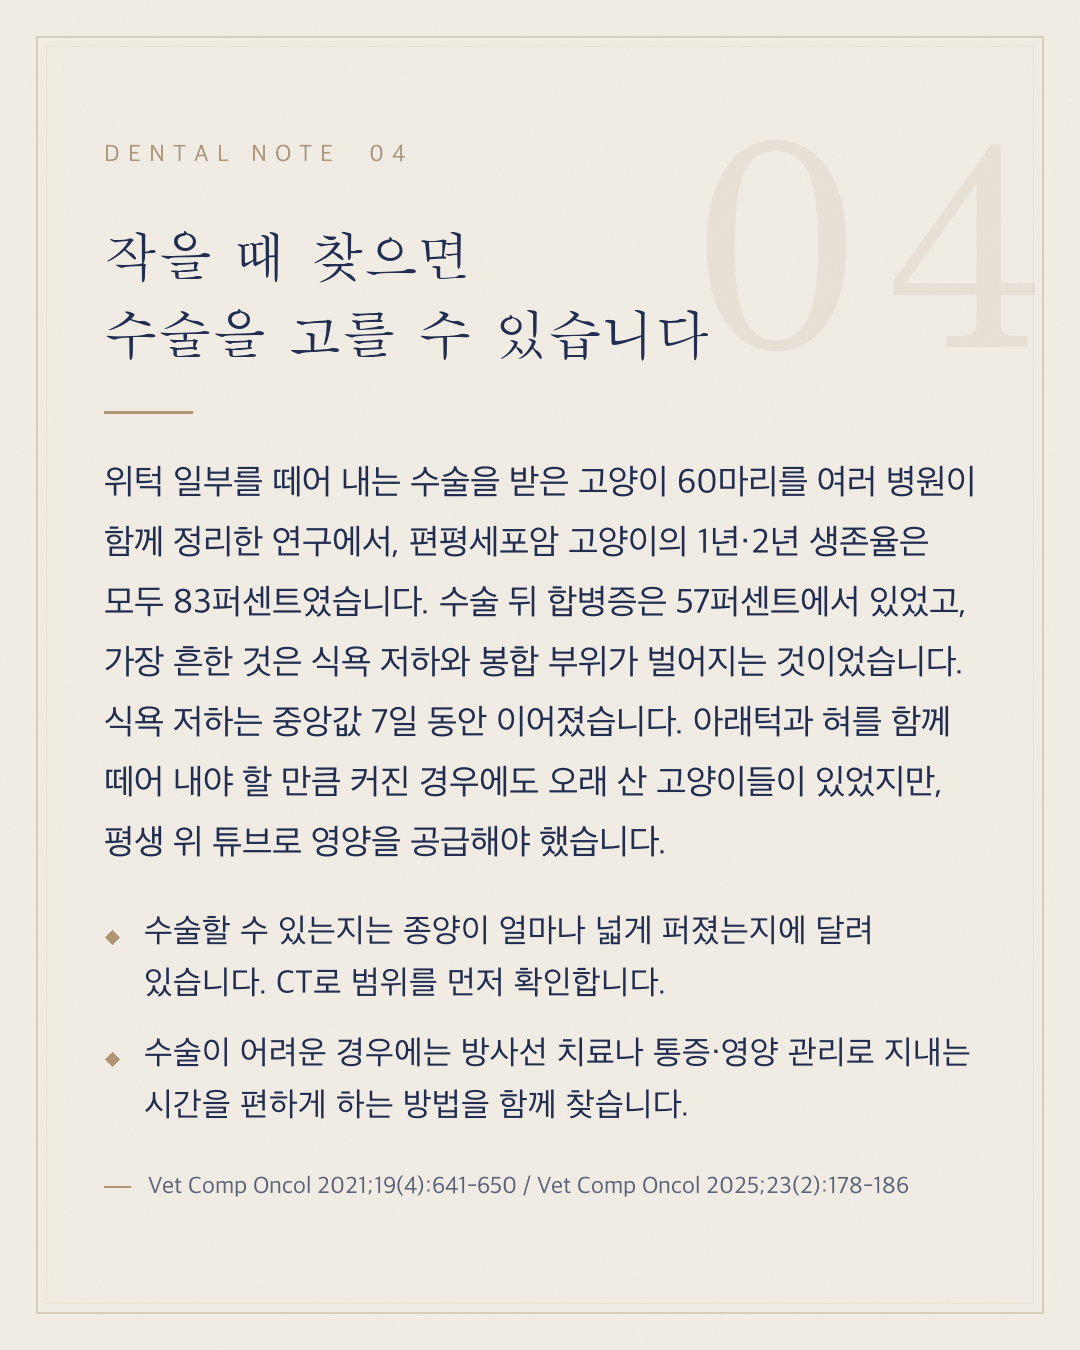 DENTAL NOTE 04
04
작을 때 찾으면
수술을 고를 수 있습니다
위턱 일부를 떼어 내는 수술을 받은 고양이 60마리를 여러 병원이
함께 정리한 연구에서, 편평세포암 고양이의 1년·2년 생존율은
모두 83퍼센트였습니다. 수술 뒤 합병증은 57퍼센트에서 있었고,
가장 흔한 것은 식욕 저하와 봉합 부위가 벌어지는 것이었습니다.
식욕 저하는 중앙값 7일 동안 이어졌습니다. 아래턱과 혀를 함께
떼어 내야 할 만큼 커진 경우에도 오래 산 고양이들이 있었지만,
평생 위 튜브로 영양을 공급해야 했습니다.
◆ 수술할 수 있는지는 종양이 얼마나 넓게 퍼졌는지에 달려
있습니다. CT로 범위를 먼저 확인합니다.
◆ 수술이 어려운 경우에는 방사선 치료나 통증·영양 관리로 지내는
시간을 편하게 하는 방법을 함께 찾습니다.
— Vet Comp Oncol 2021;19(4):641–650 / Vet Comp Oncol 2025;23(2):178–186